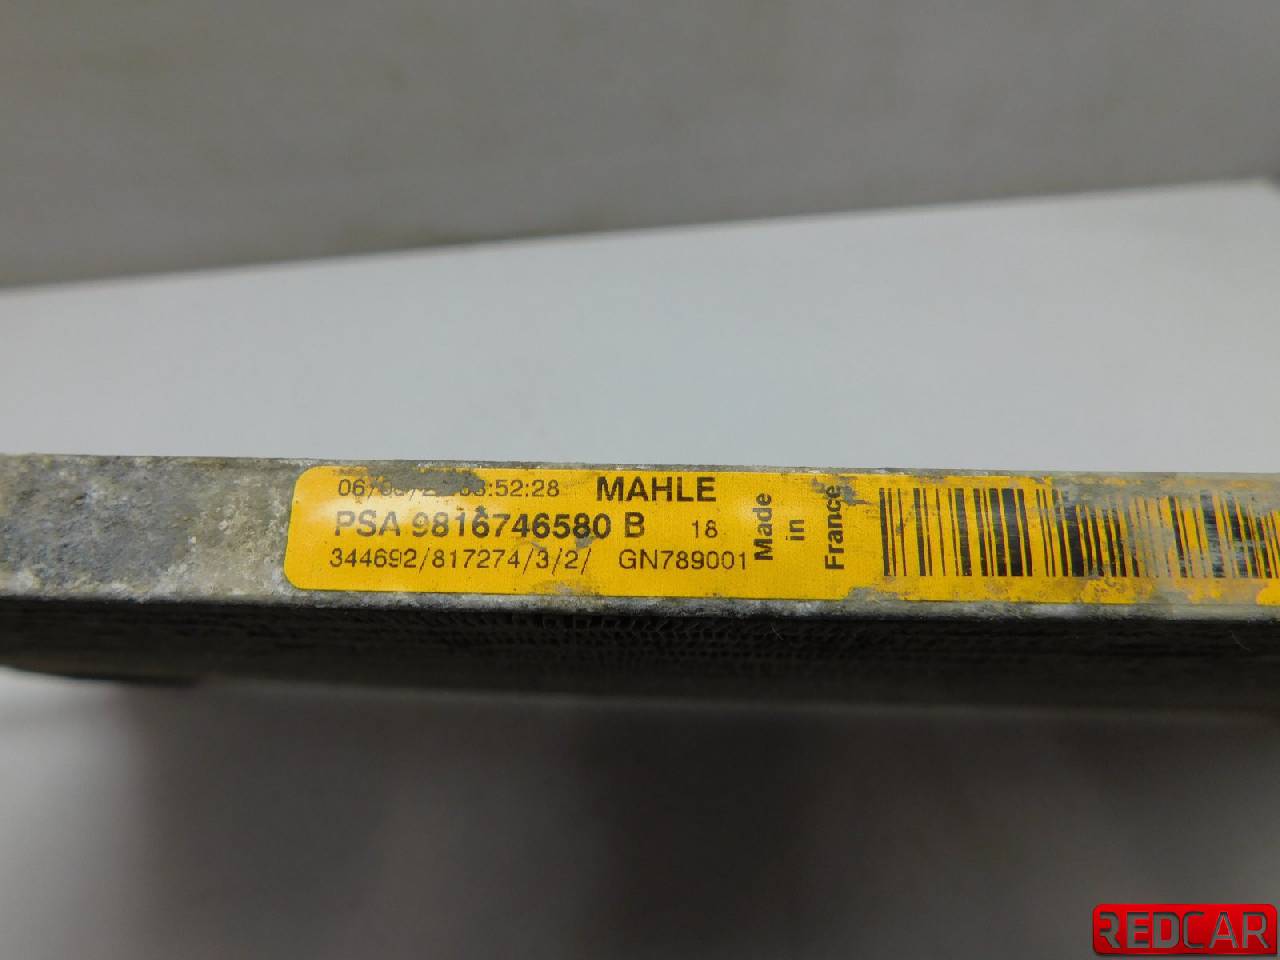 MAHLE
PSA 9816746580 B 18
344692/817274/3/2/ GN789001
Made
in
France
REDCAR